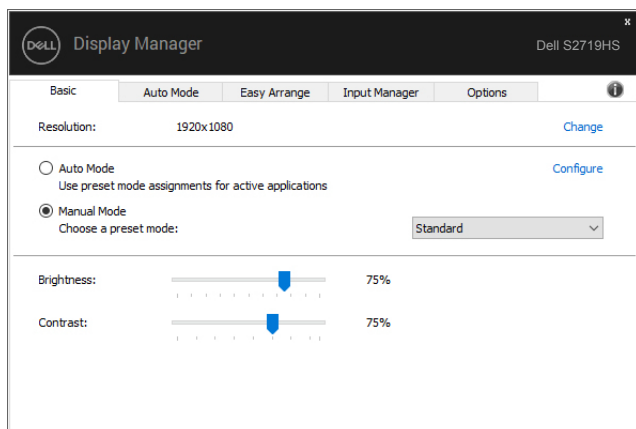 x
DELL Display Manager Dell S2719HS
Basic Auto Mode Easy Arrange Input Manager Options i
Resolution: 1920x1080 Change
Auto Mode Configure
Use preset mode assignments for active applications
Manual Mode
Choose a preset mode: Standard
Brightness: 75%
Contrast: 75%